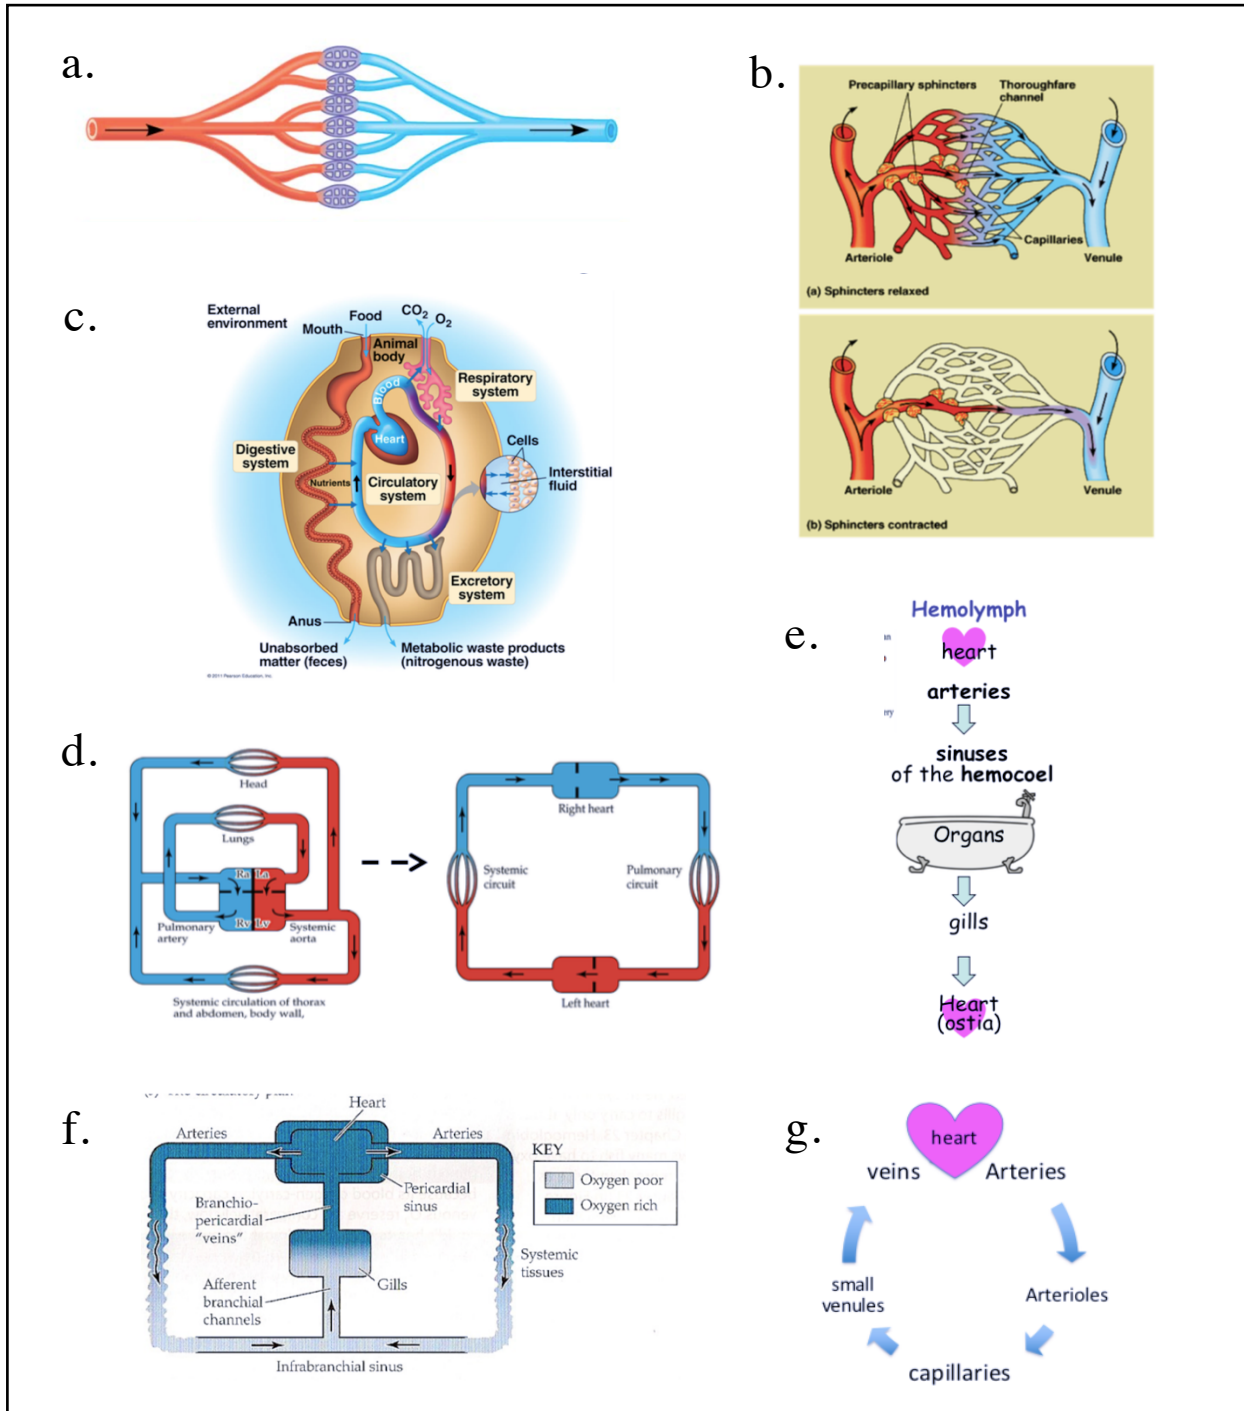 a.
b.
Precapillary sphincters
Thoroughfare
channel
Capillaries
Arteriole
Venule
(a) Sphincters relaxed
Arteriole
Venule
(b) Sphincters contracted
c.
External
environment
Food
Mouth
CO2
O2
Animal
body
Blood
Respiratory
system
Heart
Digestive
system
Nutrients
Circulatory
system
Cells
Interstitial
fluid
Excretory
system
Anus
Unabsorbed
matter (feces)
Metabolic waste products
(nitrogenous waste)
© 2011 Pearson Education, Inc.
d.
Head
Lungs
Ra
La
Rv
Lv
Pulmonary
artery
Systemic
aorta
Systemic circulation of thorax
and abdomen, body wall,
Right heart
Systemic
circuit
Pulmonary
circuit
Left heart
e.
Hemolymph
heart
arteries
sinuses
of the hemocoel
Organs
gills
Heart
(ostia)
f.
Heart
Arteries
Arteries
KEY
Oxygen poor
Oxygen rich
Pericardial
sinus
Branchio-
pericardial
"veins"
Systemic
tissues
Gills
Afferent
branchial
channels
Infrabranchial sinus
g.
heart
veins
Arteries
small
venules
Arterioles
capillaries